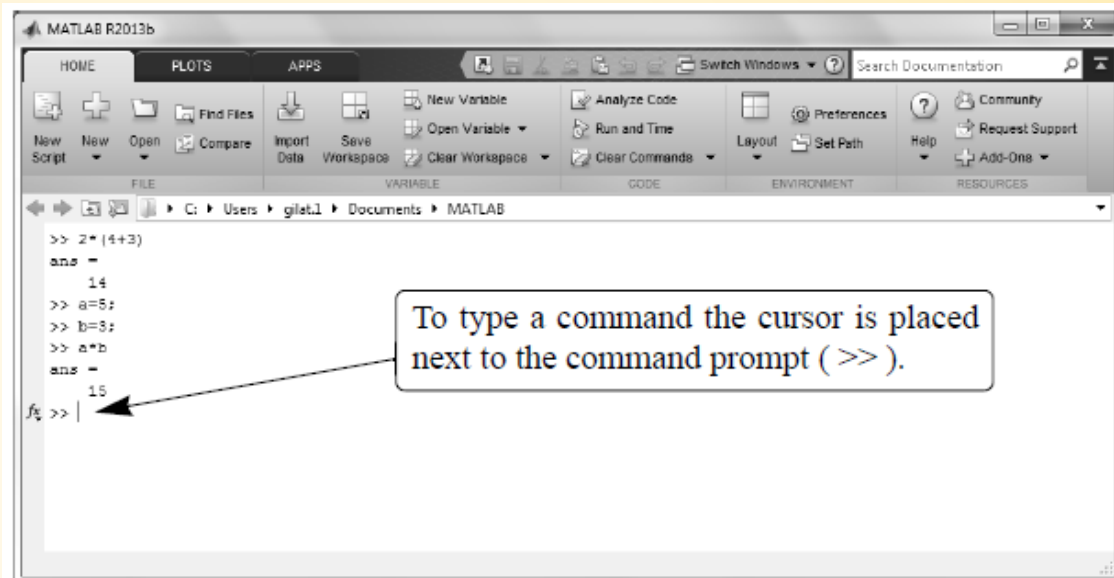 MATLAB R2013b
HOME PLOTS APPS Switch Windows ? Search Documentation
New Script
New
Open
Find Files
Compare
Import Data
Save Workspace
New Variable
Open Variable
Clear Workspace
Analyze Code
Run and Time
Clear Commands
Layout
Preferences
Set Path
? Help
Community
Request Support
Add-Ons
FILE VARIABLE CODE ENVIRONMENT RESOURCES
C: Users gilat.1 Documents MATLAB
>> 2*(4+3)
ans =
14
>> a=5;
>> b=3;
>> a*b
ans =
15
fx >>
To type a command the cursor is placed
next to the command prompt ( >> ).